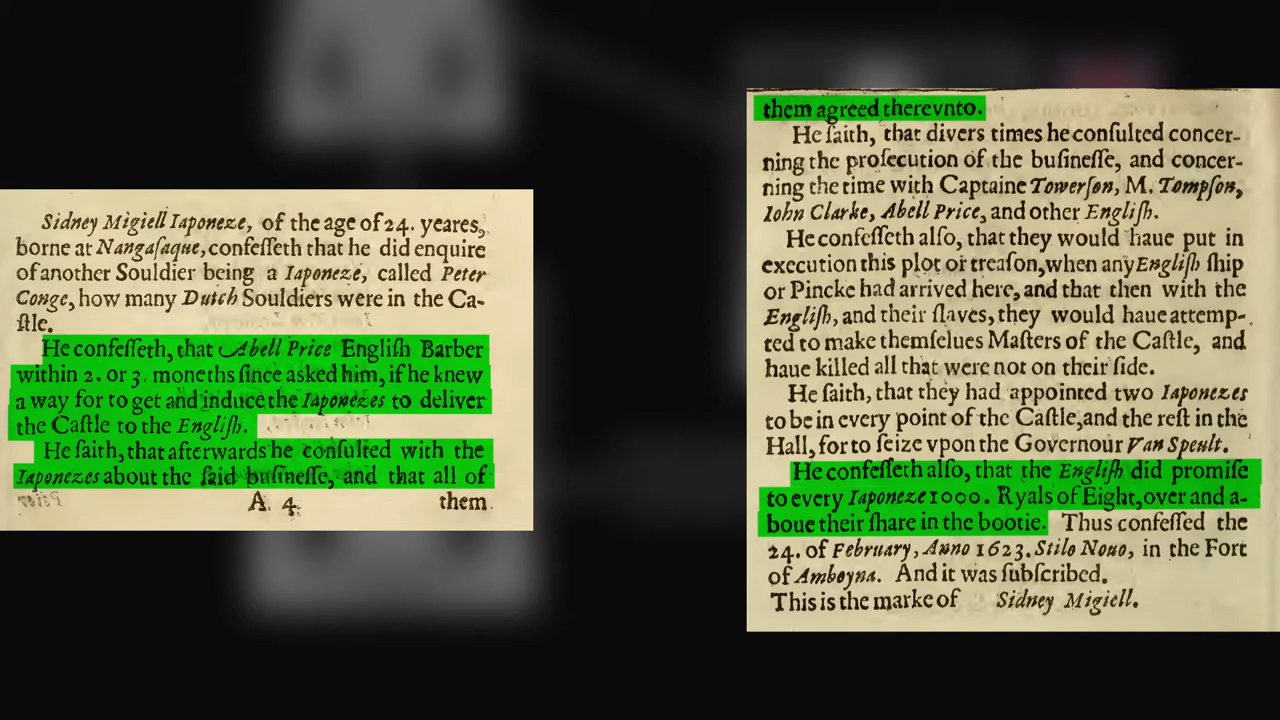 Sidney Migiell Iaponeze, of the age of 24. yeares,
borne at Nangasaque, confesseth that he did enquire
of another Souldier being a Iaponeze, called Peter
Conge, how many Dutch Souldiers were in the Ca-
ſtle.
He confeſſeth, that Abell Price Engliſh Barber
within 2. or 3. moneths ſince asked him, if he knew
a way for to get and induce the Iaponezes to deliver
the Caſtle to the Engliſh.
He ſaith, that afterwards he conſulted with the
Iaponezes about the ſaid buſineſſe, and that all of
A. 4. them
them agreed therevnto.
He ſaith, that divers times he conſulted concer-
ning the proſecution of the buſineſſe, and concer-
ning the time with Captaine Towerſon, M. Tompſon,
Iohn Clarke, Abell Price, and other Engliſh.
He confeſſeth alſo, that they would haue put in
execution this plot or treaſon, when any Engliſh ſhip
or Pincke had arrived here, and that then with the
Engliſh, and their ſlaves, they would haue attemp-
ted to make themſelues Maſters of the Caſtle, and
haue killed all that were not on their ſide.
He ſaith, that they had appointed two Iaponezes
to be in every point of the Caſtle, and the reſt in the
Hall, for to ſeize vpon the Governour Van Speult.
He confeſſeth alſo, that the Engliſh did promiſe
to every Iaponeze 1000. Ryals of Eight, over and a-
boue their ſhare in the bootie. Thus confeſſed the
24. of February, Anno 1623. Stilo Nouo, in the Fort
of Amboyna. And it was ſubſcribed.
This is the marke of Sidney Migiell.